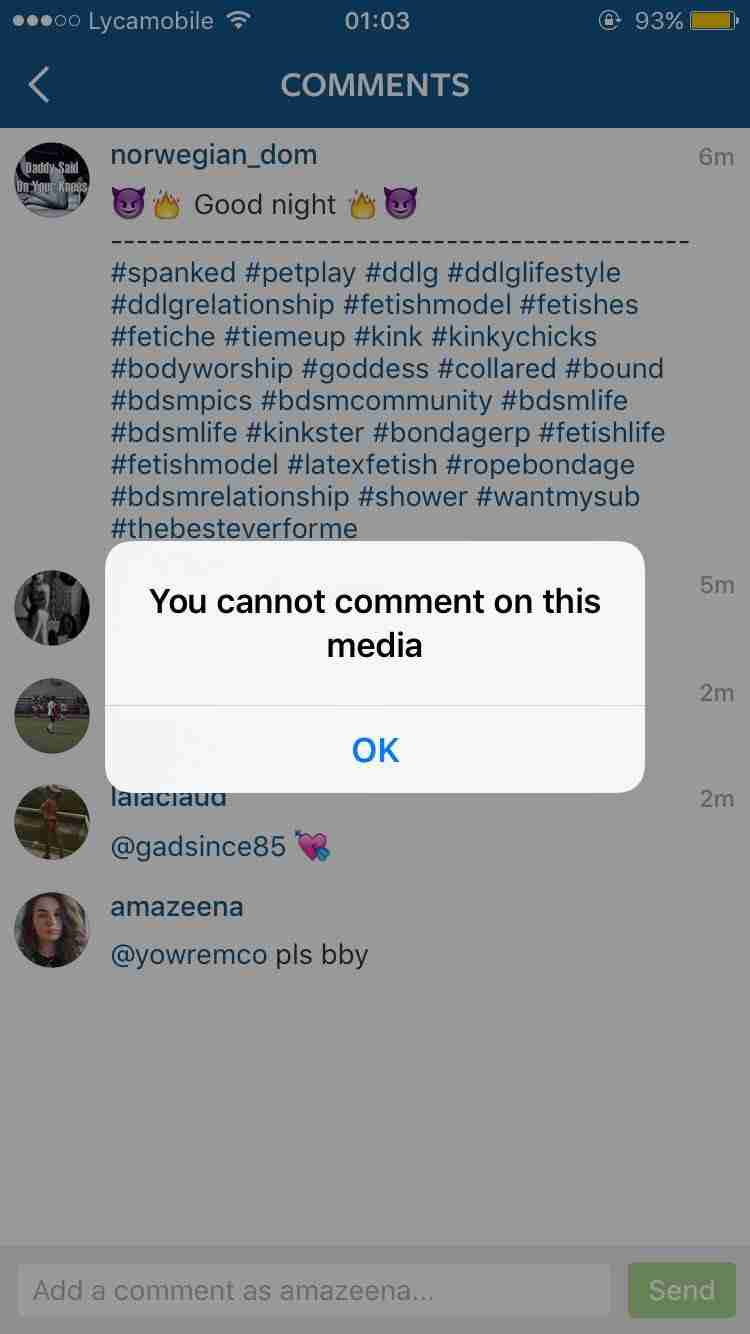 Lycamobile 01:03 93%
COMMENTS
Daddy Said
On Your Knees
norwegian_dom 6m
😈🔥 Good night 🔥😈
-------------------------------------------
#spanked #petplay #ddlg #ddlglifestyle
#ddlgrelationship #fetishmodel #fetishes
#fetiche #tiemeup #kink #kinkychicks
#bodyworship #goddess #collared #bound
#bdsmpics #bdsmcommunity #bdsmlife
#bdsmlife #kinkster #bondagerp #fetishlife
#fetishmodel #latexfetish #ropebondage
#bdsmrelationship #shower #wantmysub
#thebesteverforme
5m
You cannot comment on this
media
2m
OK
lalaclaud 2m
@gadsince85 💘
amazeena
@yowremco pls bby
Add a comment as amazeena...
Send